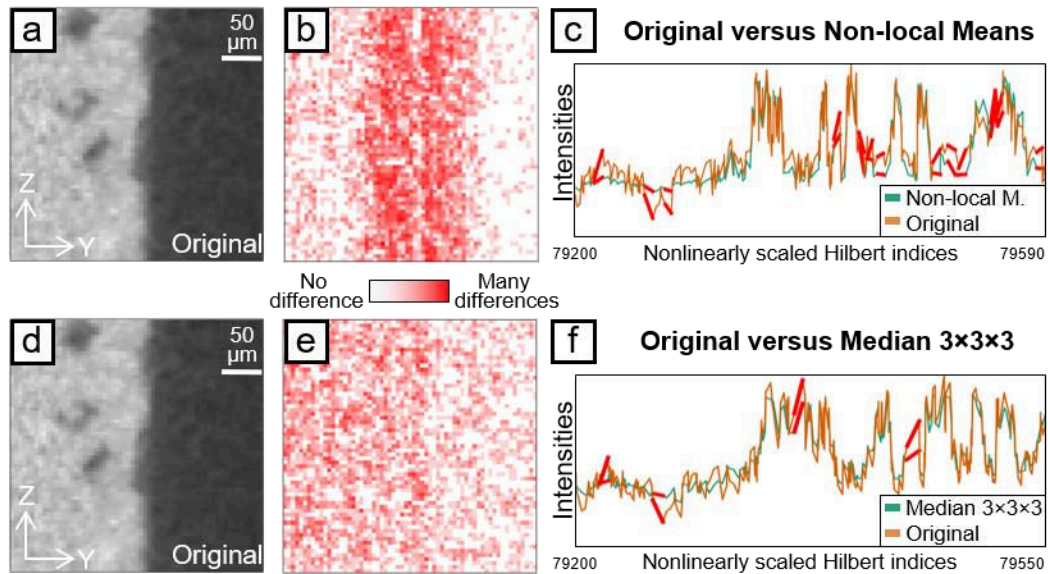 a
50
µm
Z
Y
Original
b
No difference
Many differences
c
Original versus Non-local Means
Intensities
Non-local M.
Original
79200
Nonlinearly scaled Hilbert indices
79590
d
50
µm
Z
Y
Original
e
f
Original versus Median 3×3×3
Intensities
Median 3×3×3
Original
79200
Nonlinearly scaled Hilbert indices
79550